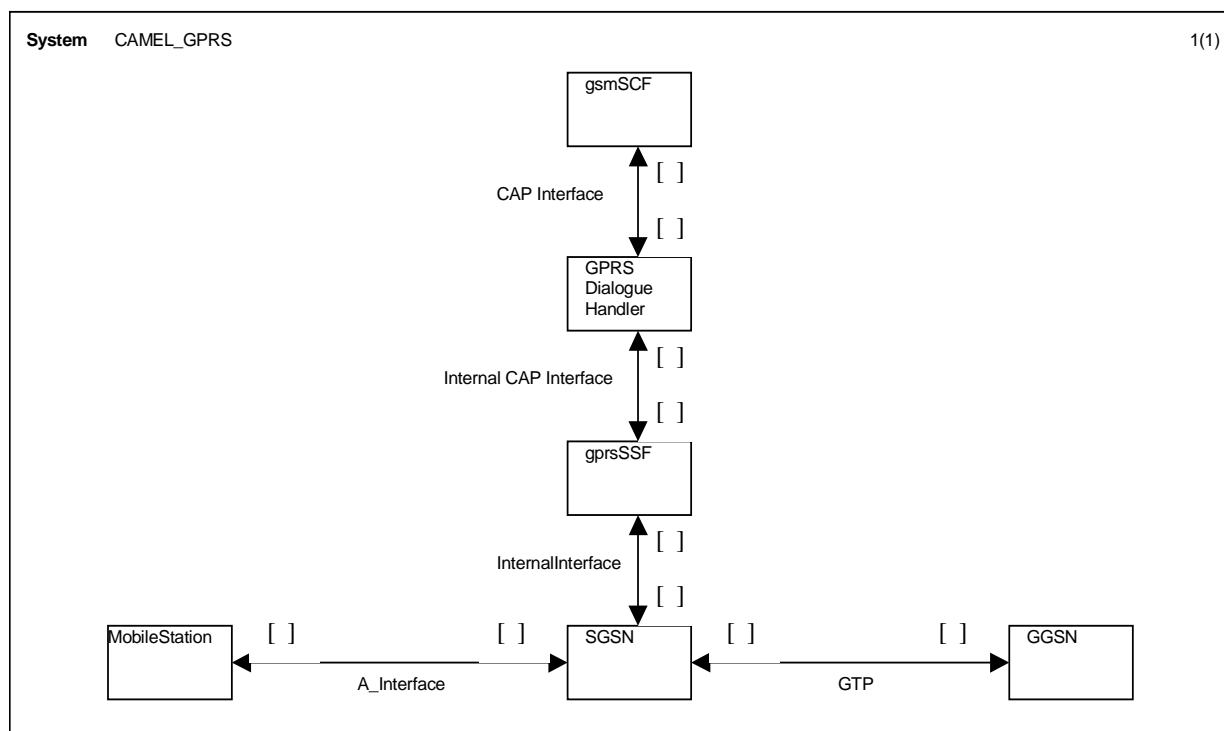 System CAMEL_GPRS 1(1)
gsmSCF
[ ]
CAP Interface
[ ]
GPRS
Dialogue
Handler
[ ]
Internal CAP Interface
[ ]
gprsSSF
[ ]
InternalInterface
[ ]
MobileStation [ ] [ ] SGSN [ ] [ ] GGSN
A_Interface GTP